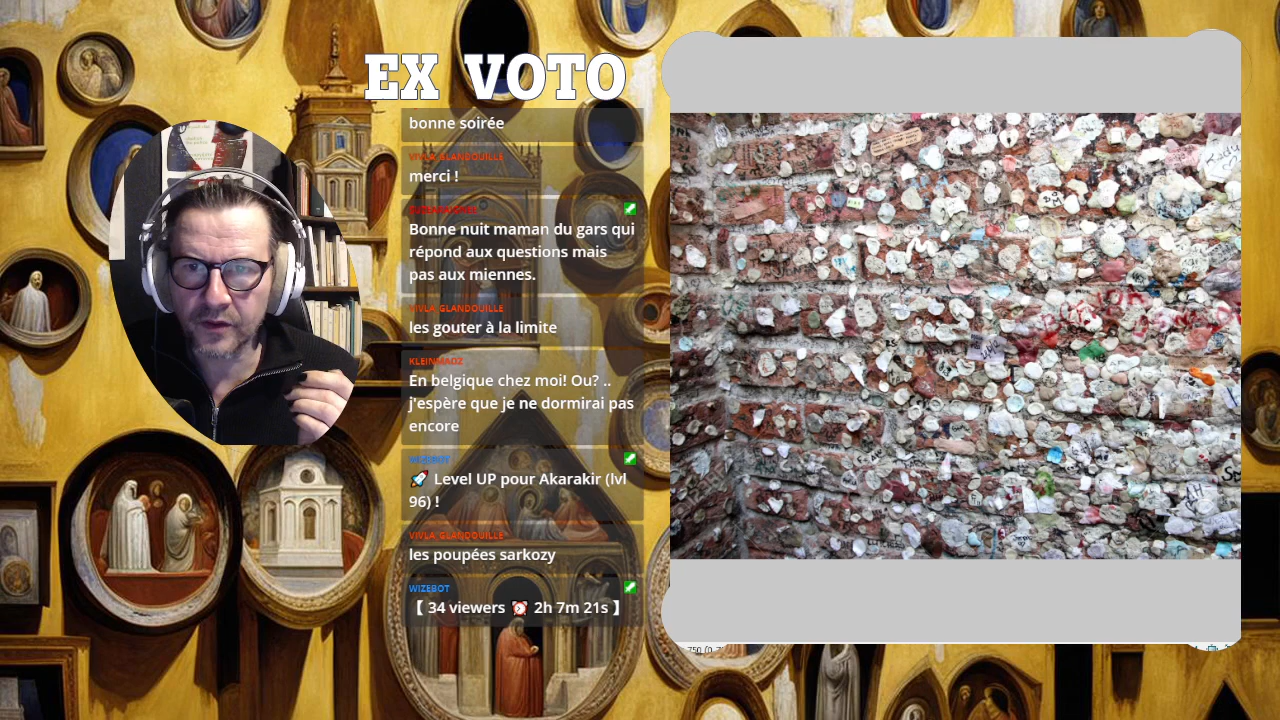 EX VOTO
bonne soirée
VIVLA GLANDOUILLE
merci !
Bonne nuit maman du gars qui
répond aux questions mais
pas aux miennes.
VIVLA GLANDOUILLE
les gouter à la limite
KLEINMADZ
En belgique chez moi! Ou? ..
j'espère que je ne dormirai pas
encore
WIZEBOT
🚀 Level UP pour Akarakir (lvl
96) !
VIVLA GLANDOUILLE
les poupées sarkozy
WIZEBOT
【 34 viewers ⏰ 2h 7m 21s 】